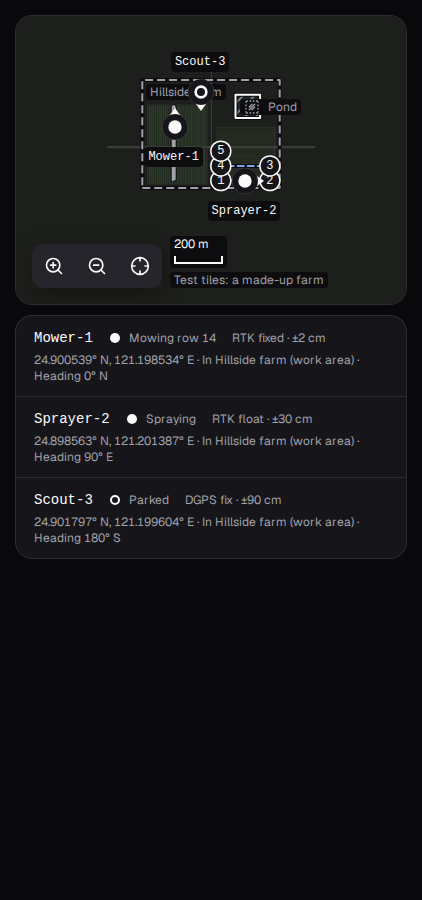 Scout-3
Hillside
m
Pond
Mower-1
5
4
3
1
2
Sprayer-2
200 m
Test tiles: a made-up farm
Mower-1 Mowing row 14 RTK fixed · ±2 cm
24.900539° N, 121.198534° E · In Hillside farm (work area) ·
Heading 0° N
Sprayer-2 Spraying RTK float · ±30 cm
24.898563° N, 121.201387° E · In Hillside farm (work area) ·
Heading 90° E
Scout-3 Parked DGPS fix · ±90 cm
24.901797° N, 121.199604° E · In Hillside farm (work area) ·
Heading 180° S